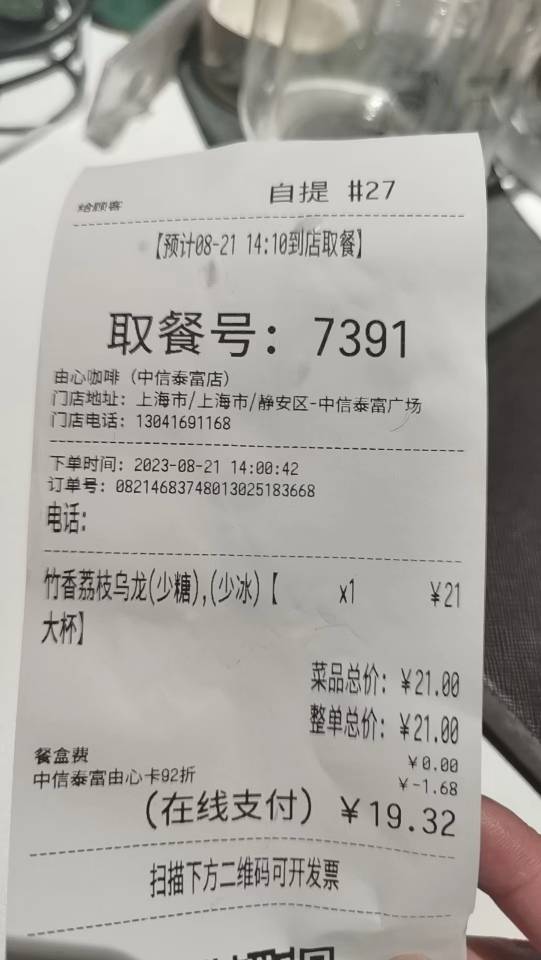 给顾客
自提 #27
【预计08-21 14:10到店取餐】
取餐号: 7391
由心咖啡（中信泰富店）
门店地址: 上海市/上海市/静安区-中信泰富广场
门店电话: 13041691168
下单时间: 2023-08-21 14:00:42
订单号: 08214683748013025183668
电话:
竹香荔枝乌龙(少糖),(少冰)【 x1 ¥21
大杯】
菜品总价: ¥21.00
整单总价: ¥21.00
餐盒费 ¥0.00
中信泰富由心卡92折 ¥-1.68
(在线支付) ¥19.32
扫描下方二维码可开发票